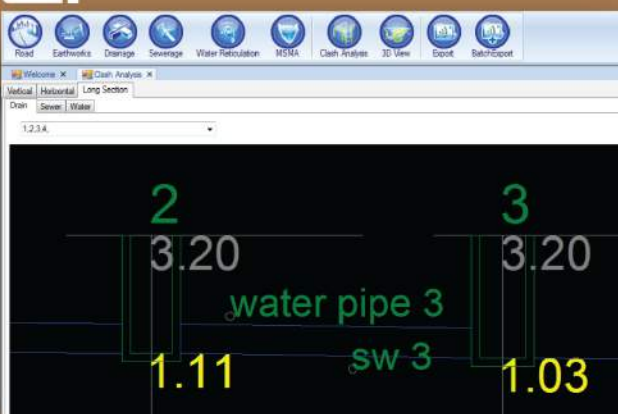 Road Earthworks Drainage Sewerage Water Reticulation MSMA Clash Analysis 3D View Export BatchExport
Welcome Clash Analysis
Vertical Horizontal Long Section
Drain Sewer Water
1,2,3,4,
2 3
3.20 3.20
water pipe 3
sw 3
1.11 1.03